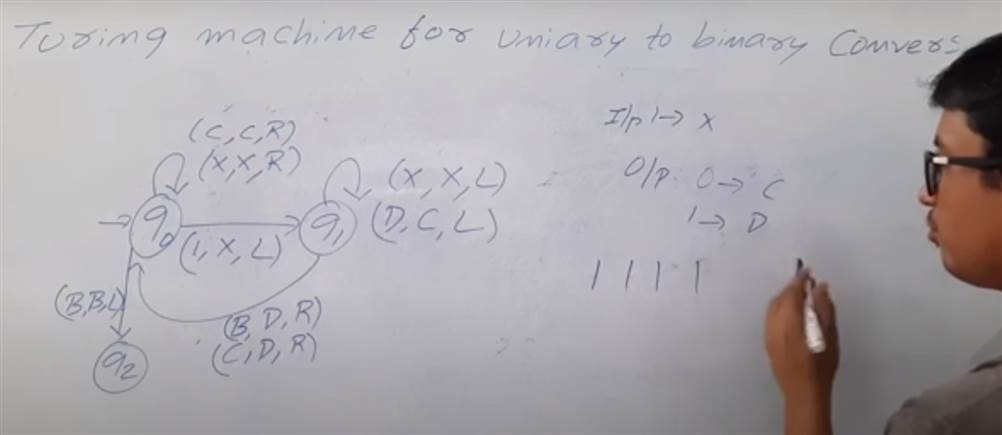 Turing machine for Uniary to binary Convers
(C, C, R)
(X, X, R)
(X, X, L)
(D, C, L)
q0
(1, X, L)
q1
(B, B, L)
(B, D, R)
(C, D, R)
q2
I/p 1→ X
O/p: 0→ C
1→ D
1 1 1 1